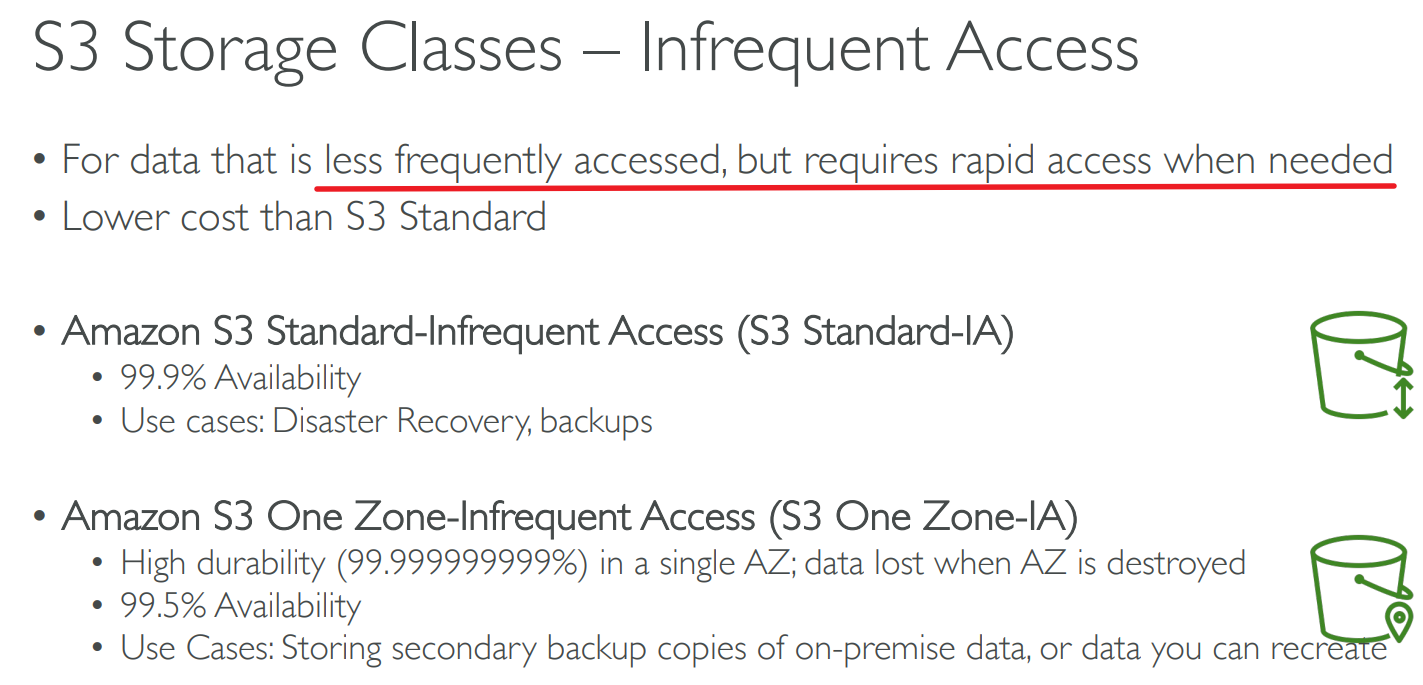 S3 Storage Classes – Infrequent Access
• For data that is less frequently accessed, but requires rapid access when needed
• Lower cost than S3 Standard
• Amazon S3 Standard-Infrequent Access (S3 Standard-IA)
• 99.9% Availability
• Use cases: Disaster Recovery, backups
• Amazon S3 One Zone-Infrequent Access (S3 One Zone-IA)
• High durability (99.999999999%) in a single AZ; data lost when AZ is destroyed
• 99.5% Availability
• Use Cases: Storing secondary backup copies of on-premise data, or data you can recreate